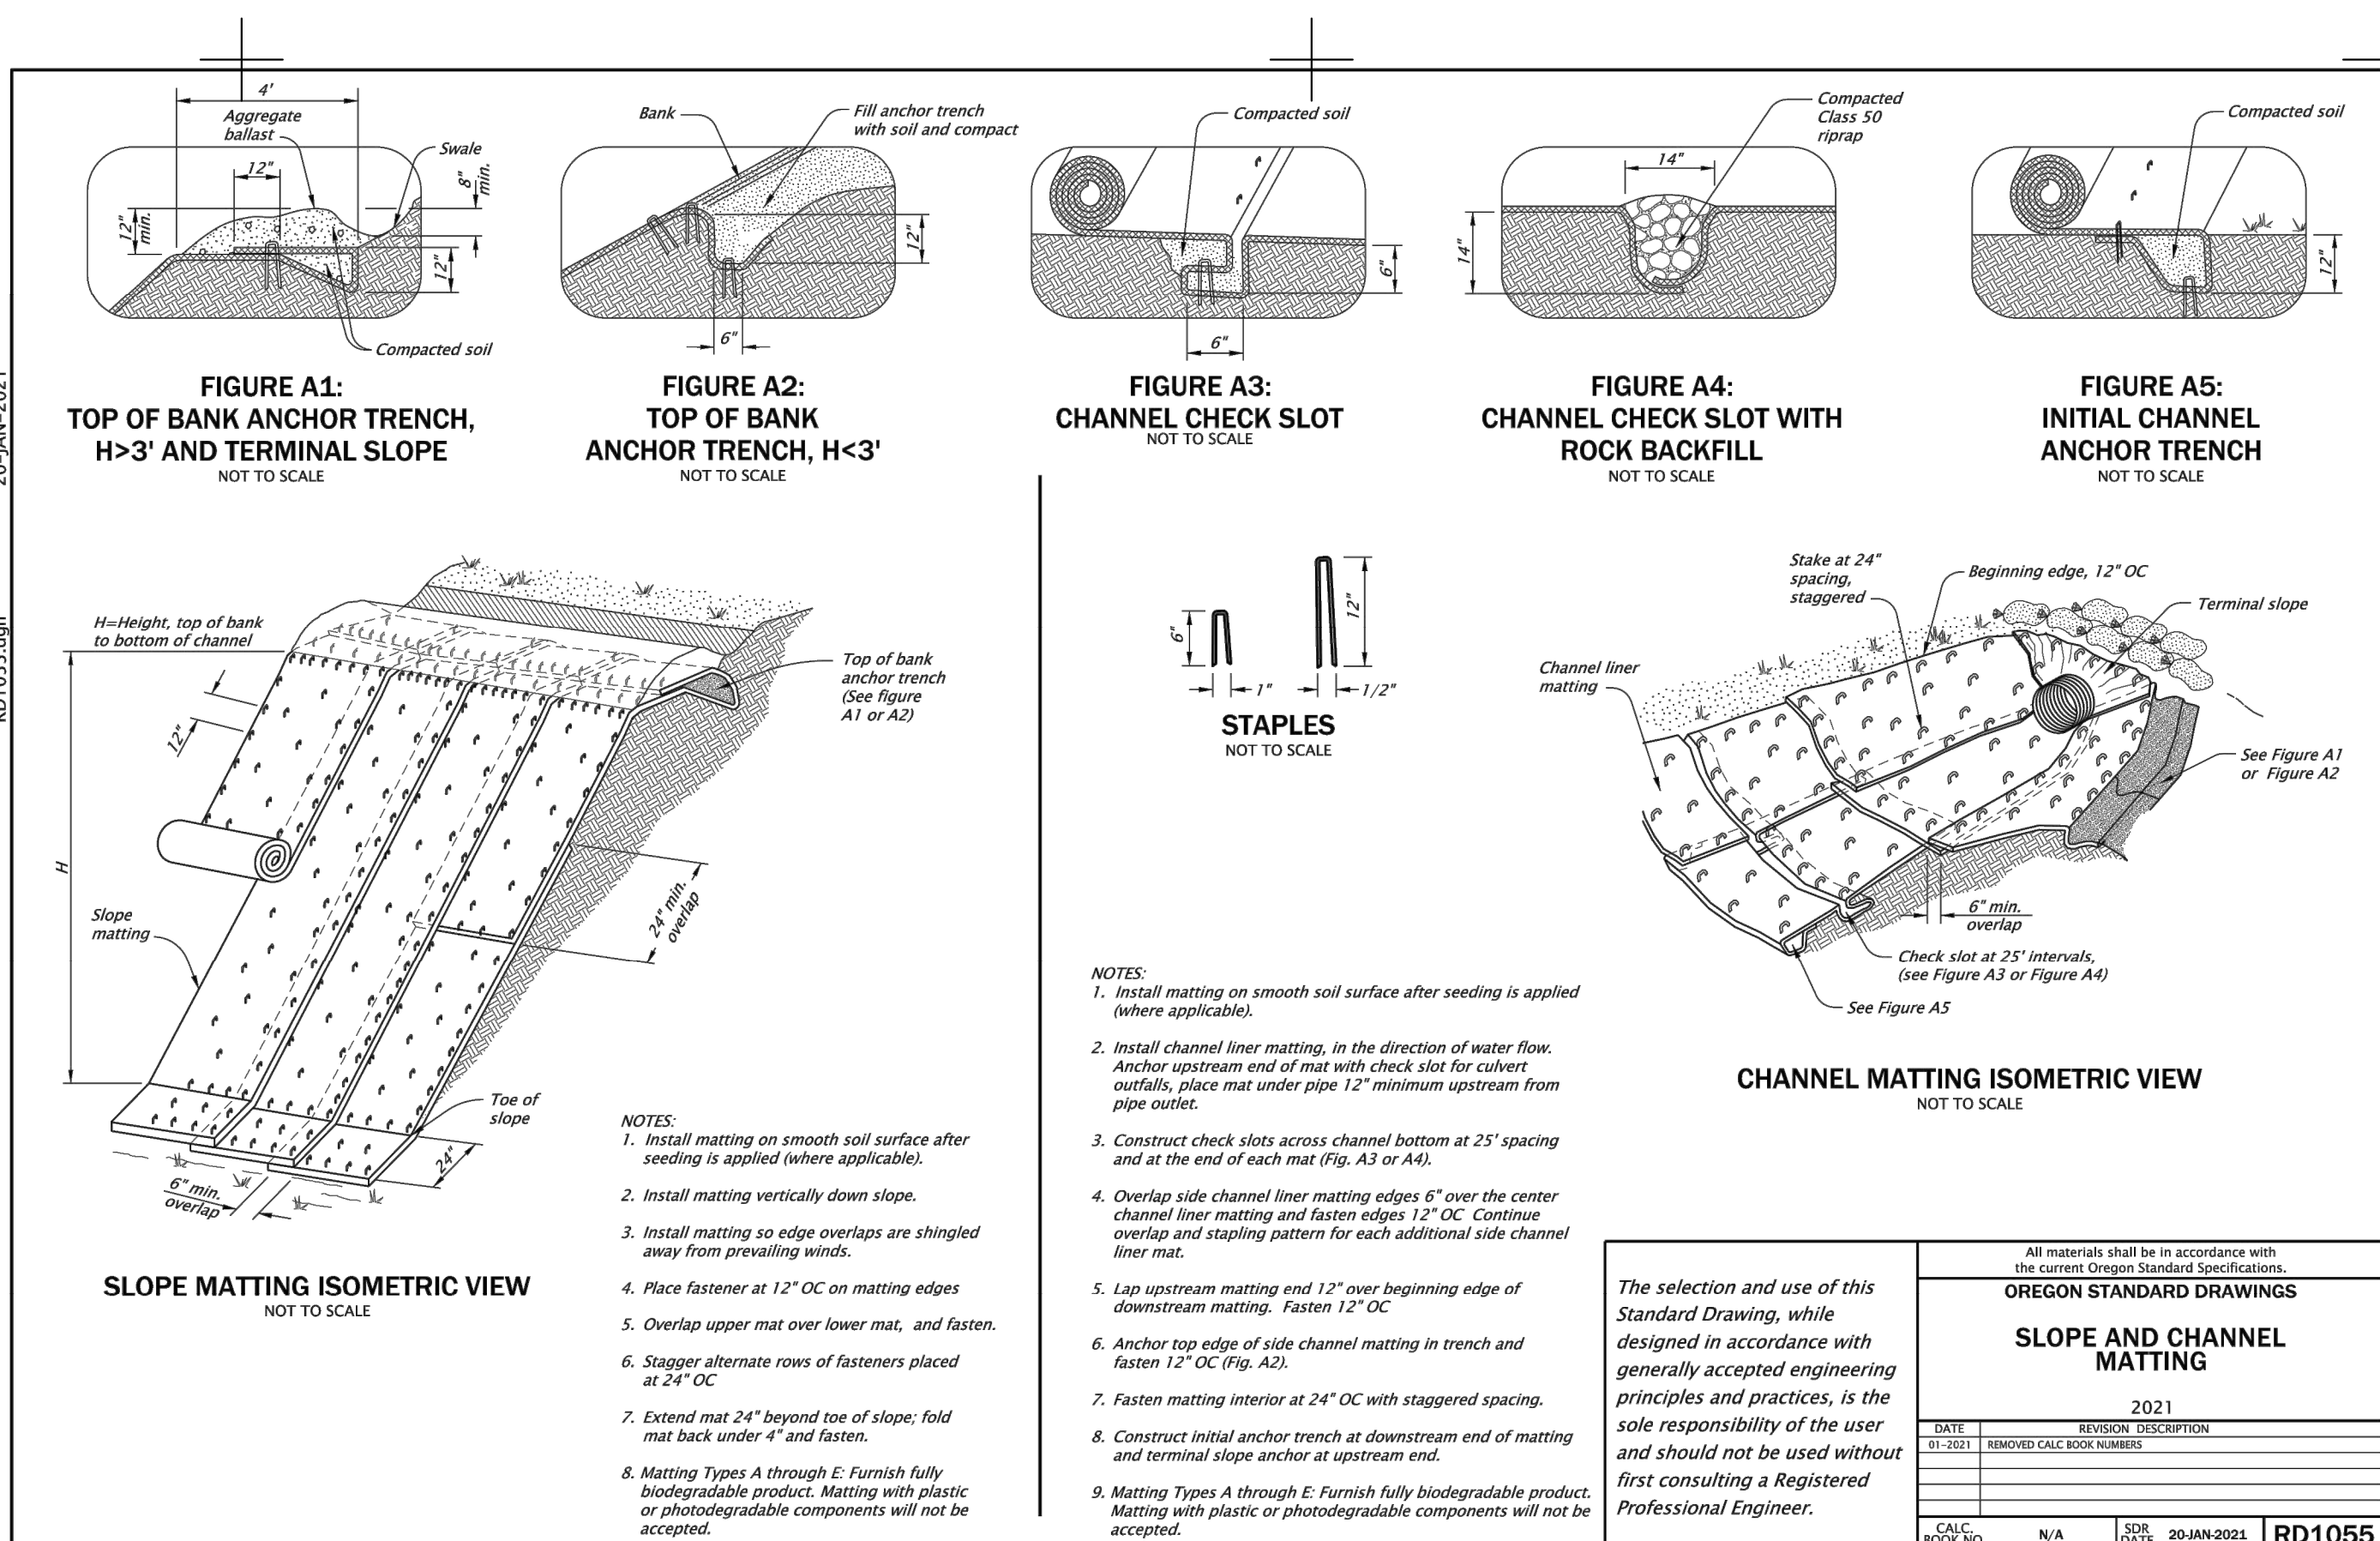 4'
Aggregate
ballast
Swale
12"
8"
min.
12"
min.
12"
Compacted soil
FIGURE A1:
TOP OF BANK ANCHOR TRENCH,
H>3' AND TERMINAL SLOPE
NOT TO SCALE
Bank
Fill anchor trench
with soil and compact
12"
6"
FIGURE A2:
TOP OF BANK
ANCHOR TRENCH, H<3'
NOT TO SCALE
Compacted soil
6"
6"
FIGURE A3:
CHANNEL CHECK SLOT
NOT TO SCALE
Compacted
Class 50
riprap
14"
14"
FIGURE A4:
CHANNEL CHECK SLOT WITH
ROCK BACKFILL
NOT TO SCALE
Compacted soil
12"
FIGURE A5:
INITIAL CHANNEL
ANCHOR TRENCH
NOT TO SCALE
20-JAN-2021
H=Height, top of bank
to bottom of channel
12"
H
Top of bank
anchor trench
(See figure
A1 or A2)
24" min.
overlap
Slope
matting
Toe of
slope
24"
6" min.
overlap
SLOPE MATTING ISOMETRIC VIEW
NOT TO SCALE
NOTES:
1. Install matting on smooth soil surface after
seeding is applied (where applicable).
2. Install matting vertically down slope.
3. Install matting so edge overlaps are shingled
away from prevailing winds.
4. Place fastener at 12" OC on matting edges
5. Overlap upper mat over lower mat, and fasten.
6. Stagger alternate rows of fasteners placed
at 24" OC
7. Extend mat 24" beyond toe of slope; fold
mat back under 4" and fasten.
8. Matting Types A through E: Furnish fully
biodegradable product. Matting with plastic
or photodegradable components will not be
accepted.
6"
12"
1"
1/2"
STAPLES
NOT TO SCALE
Stake at 24"
spacing,
staggered
Beginning edge, 12" OC
Terminal slope
Channel liner
matting
See Figure A1
or Figure A2
6" min.
overlap
Check slot at 25' intervals,
(see Figure A3 or Figure A4)
See Figure A5
CHANNEL MATTING ISOMETRIC VIEW
NOT TO SCALE
NOTES:
1. Install matting on smooth soil surface after seeding is applied
(where applicable).
2. Install channel liner matting, in the direction of water flow.
Anchor upstream end of mat with check slot for culvert
outfalls, place mat under pipe 12" minimum upstream from
pipe outlet.
3. Construct check slots across channel bottom at 25' spacing
and at the end of each mat (Fig. A3 or A4).
4. Overlap side channel liner matting edges 6" over the center
channel liner matting and fasten edges 12" OC Continue
overlap and stapling pattern for each additional side channel
liner mat.
5. Lap upstream matting end 12" over beginning edge of
downstream matting. Fasten 12" OC
6. Anchor top edge of side channel matting in trench and
fasten 12" OC (Fig. A2).
7. Fasten matting interior at 24" OC with staggered spacing.
8. Construct initial anchor trench at downstream end of matting
and terminal slope anchor at upstream end.
9. Matting Types A through E: Furnish fully biodegradable product.
Matting with plastic or photodegradable components will not be
accepted.
The selection and use of this
Standard Drawing, while
designed in accordance with
generally accepted engineering
principles and practices, is the
sole responsibility of the user
and should not be used without
first consulting a Registered
Professional Engineer.
All materials shall be in accordance with
the current Oregon Standard Specifications.
OREGON STANDARD DRAWINGS
SLOPE AND CHANNEL
MATTING
2021
DATE REVISION DESCRIPTION
01-2021 REMOVED CALC BOOK NUMBERS
CALC.
BOOK NO. N/A
SDR
DATE 20-JAN-2021
RD1055